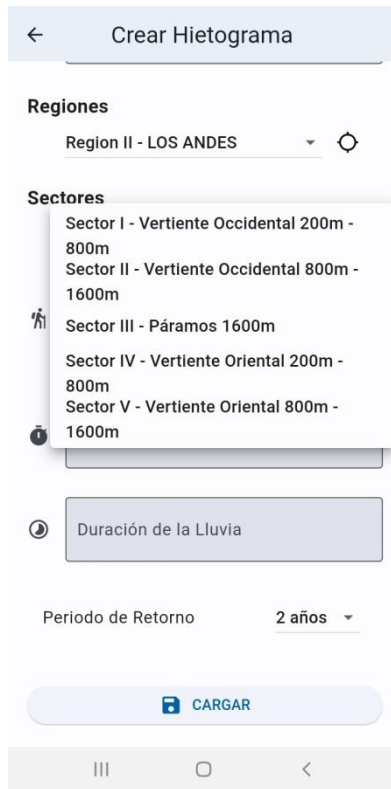 Crear Hietograma
Regiones
Region II - LOS ANDES
Sectores
Sector I - Vertiente Occidental 200m -
800m
Sector II - Vertiente Occidental 800m -
1600m
Sector III - Páramos 1600m
Sector IV - Vertiente Oriental 200m -
800m
Sector V - Vertiente Oriental 800m -
1600m
Duración de la Lluvia
Periodo de Retorno 2 años
CARGAR